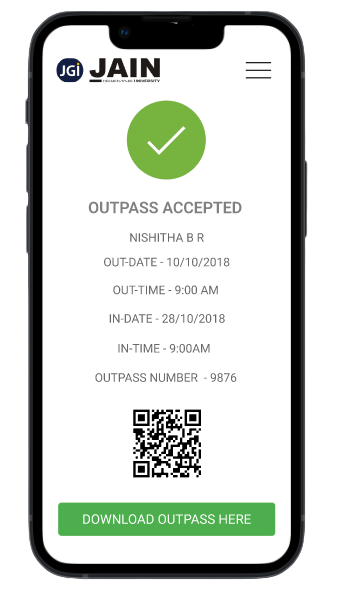 JGi JAIN
UNIVERSITY
OUTPASS ACCEPTED
NISHITHA B R
OUT-DATE - 10/10/2018
OUT-TIME - 9:00 AM
IN-DATE - 28/10/2018
IN-TIME - 9:00AM
OUTPASS NUMBER - 9876
DOWNLOAD OUTPASS HERE